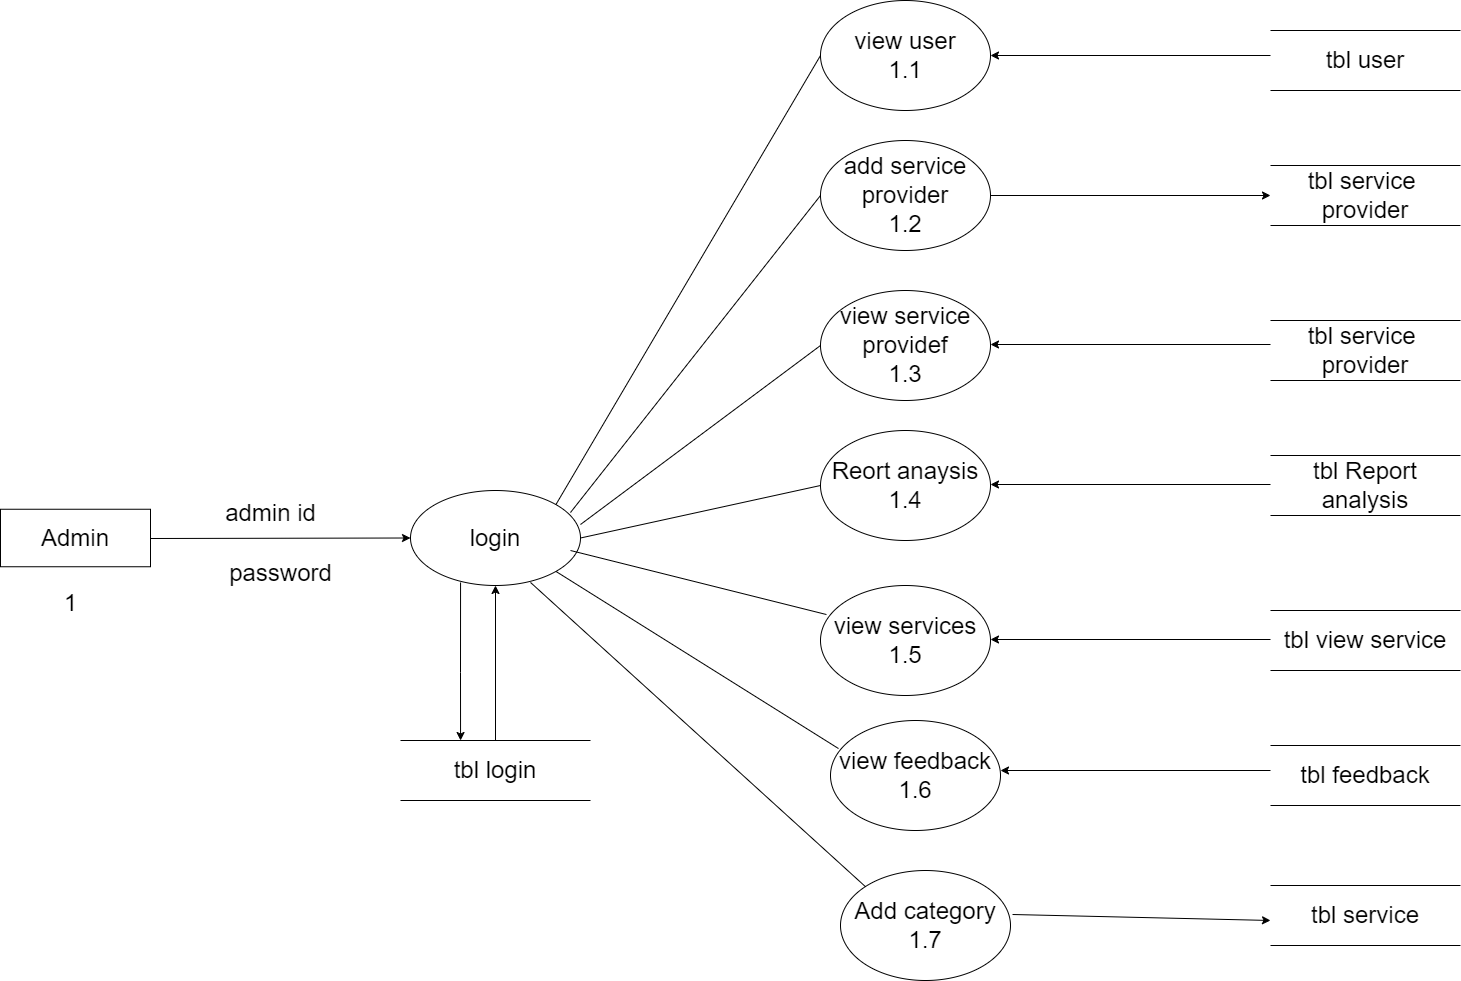 view user
1.1
tbl user
add service
provider
1.2
tbl service
provider
view service
providef
1.3
tbl service
provider
Reort anaysis
1.4
tbl Report
analysis
Admin
1
admin id
password
login
tbl login
view services
1.5
tbl view service
view feedback
1.6
tbl feedback
Add category
1.7
tbl service